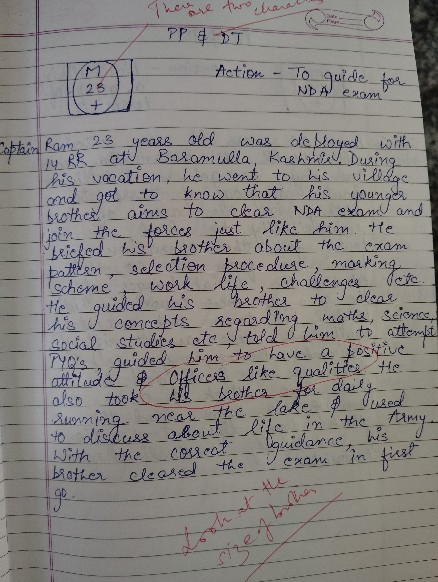 There are two characters
PP & DT
M
23
+
Action - To guide for
NDA exam
Captain Ram 23 years old was deployed with
14 RR at Baramulla, Kashmir. During
his vocation, he went to his village
and got to know that his younger
brother aims to clear NDA exam and
join the forces just like him. He
briefed his brother about the exam
pattern, selection procedure, marking
scheme, work life, challenges etc.
He guided his brother to clear
his concepts regarding maths, science,
social studies etc told him to attempt
PYQ's, guided him to have a positive
attitude & Officers like qualities. He
also took his brother for daily
running near the lake & used
to discuss about life in the Army
With the correct guidance, his
brother cleared the exam in first
go.
Look at the
size of brother